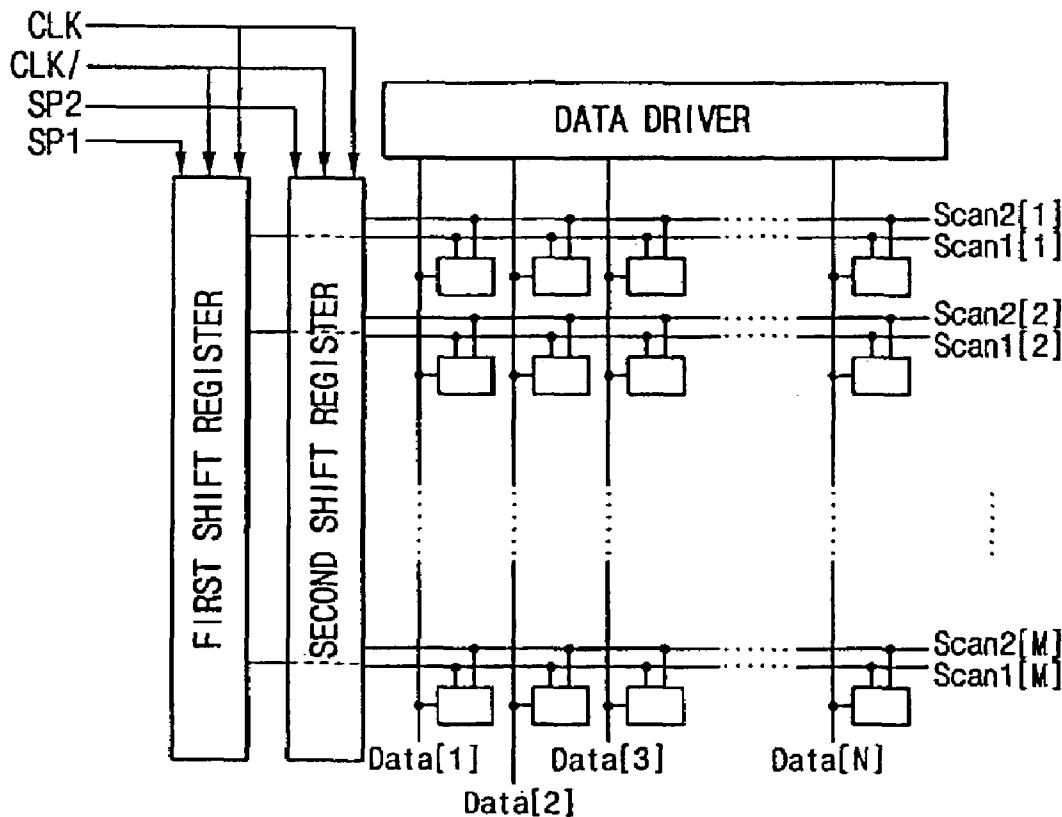 CLK
CLK/
SP2
SP1
DATA DRIVER
FIRST SHIFT REGISTER
SECOND SHIFT REGISTER
Scan2[1]
Scan1[1]
Scan2[2]
Scan1[2]
Scan2[M]
Scan1[M]
Data[1]
Data[2]
Data[3]
Data[N]